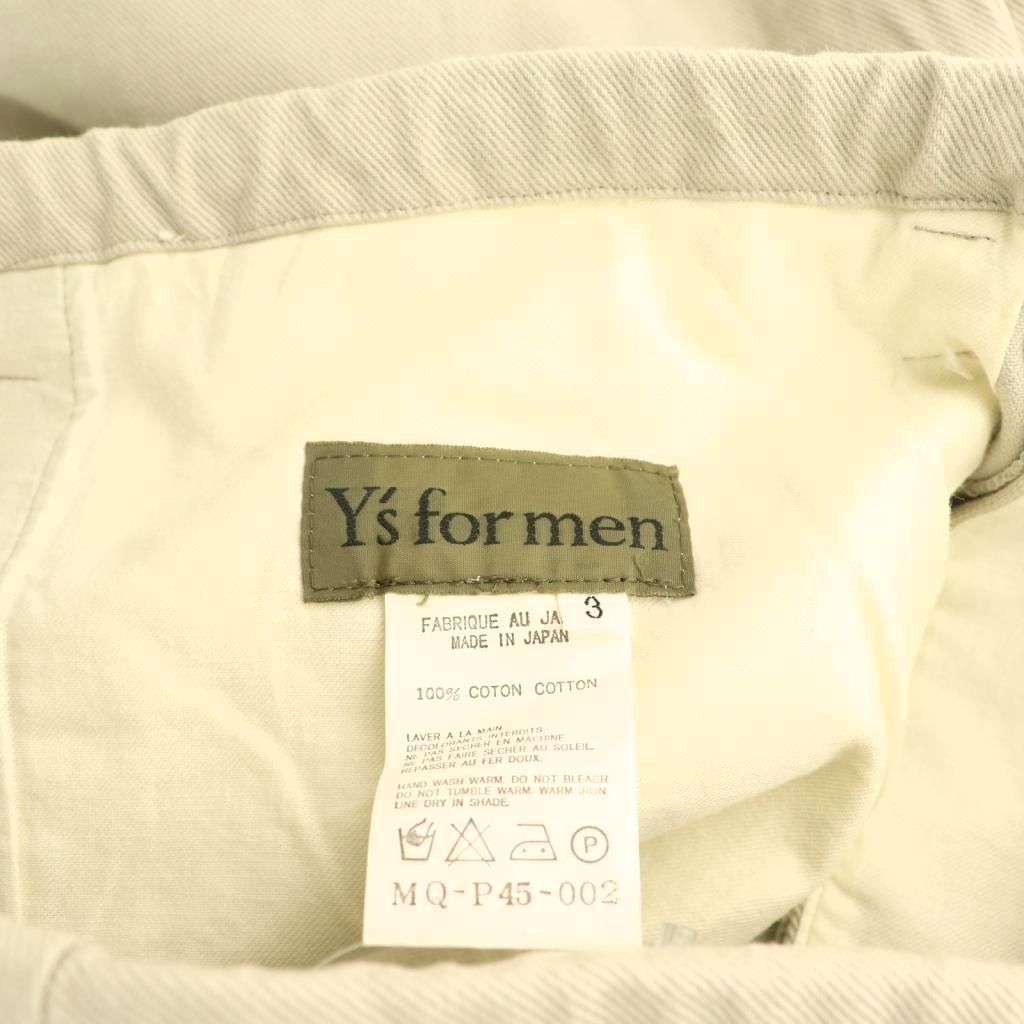 Y's for men
3
FABRIQUE AU JA
MADE IN JAPAN
100% COTON COTTON
LAVER A LA MAIN
DECOLORANTS INTERDITS
NE PAS SECHER EN MACHINE
NE PAS FAIRE SECHER AU SOLEIL.
REPASSER AU FER DOUX.
HAND WASH WARM. DO NOT BLEACH
DO NOT TUMBLE WARM. WARM IRON.
LINE DRY IN SHADE.
P
MQ-P45-002